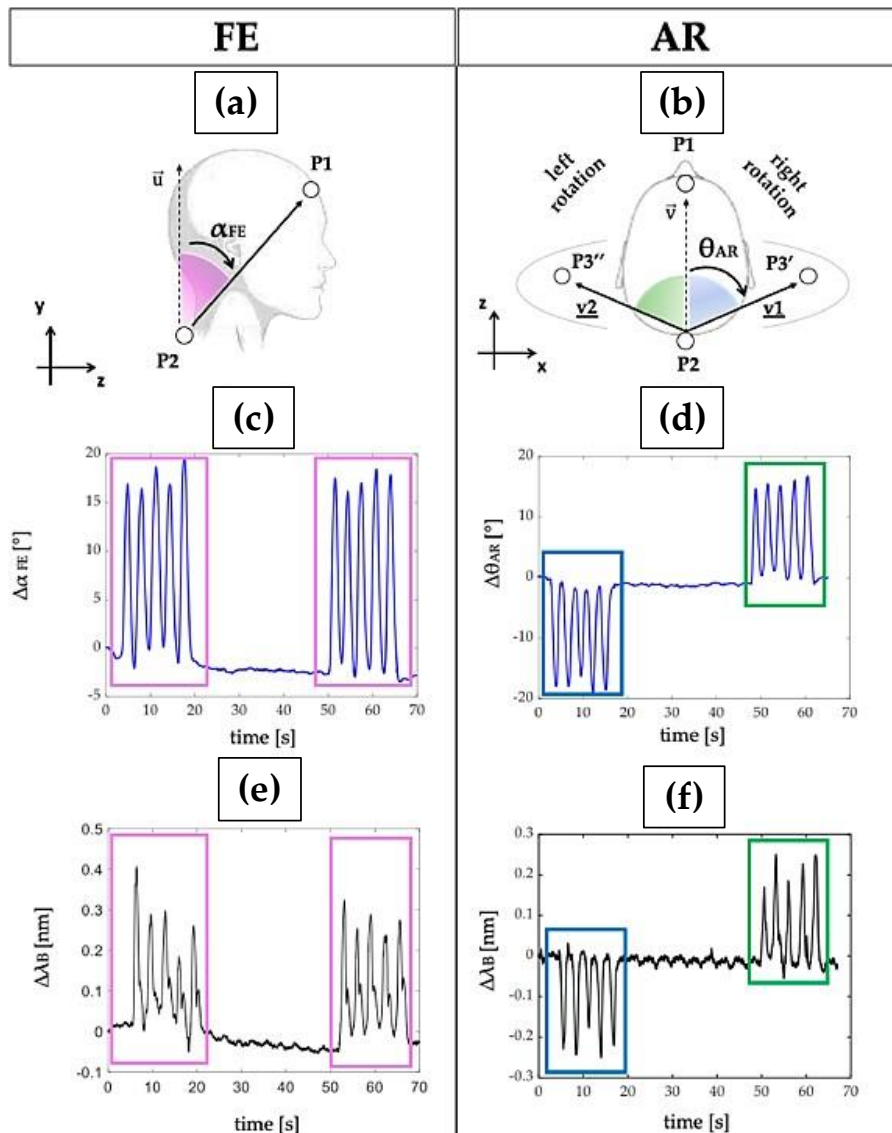 FE
AR
(a)
(b)
P1
u⃗
αFE
P2
y
z
P1
left
rotation
right
rotation
v⃗
θAR
P3′′
P3′
v2
v1
P2
z
x
(c)
(d)
20
15
10
5
0
-5
ΔαFE [°]
0 10 20 30 40 50 60 70
time [s]
20
10
0
-10
-20
ΔθAR [°]
0 10 20 30 40 50 60 70
time [s]
(e)
(f)
0.5
0.4
0.3
0.2
0.1
0
-0.1
ΔλB [nm]
0 10 20 30 40 50 60 70
time [s]
0.3
0.2
0.1
0
-0.1
-0.2
-0.3
ΔλB [nm]
0 10 20 30 40 50 60 70
time [s]